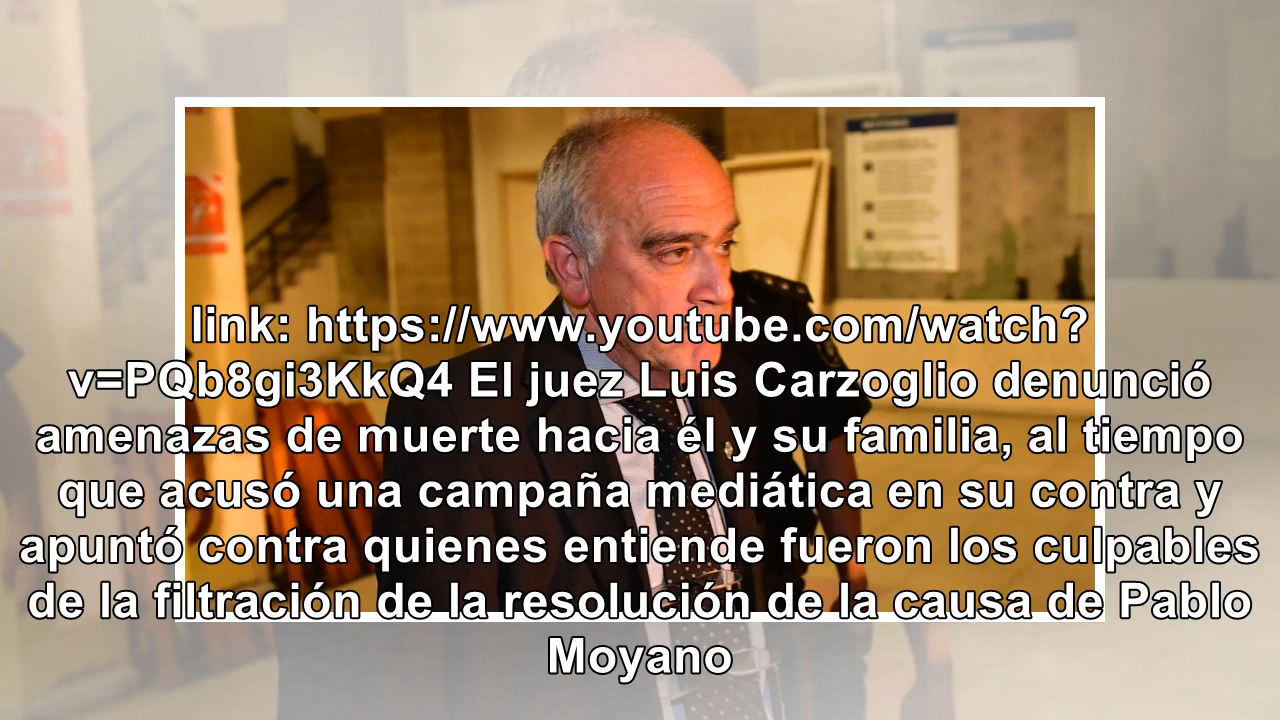 link: https://www.youtube.com/watch?
v=PQb8gi3KkQ4 El juez Luis Carzoglio denunció
amenazas de muerte hacia él y su familia, al tiempo
que acusó una campaña mediática en su contra y
apuntó contra quienes entiende fueron los culpables
de la filtración de la resolución de la causa de Pablo
Moyano